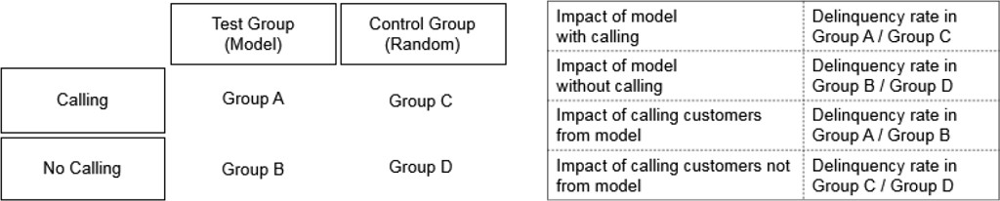 Test Group
(Model)
Control Group
(Random)
Calling
Group A
Group C
No Calling
Group B
Group D
Impact of model
with calling
Delinquency rate in
Group A / Group C
Impact of model
without calling
Delinquency rate in
Group B / Group D
Impact of calling customers
from model
Delinquency rate in
Group A / Group B
Impact of calling customers not
from model
Delinquency rate in
Group C / Group D